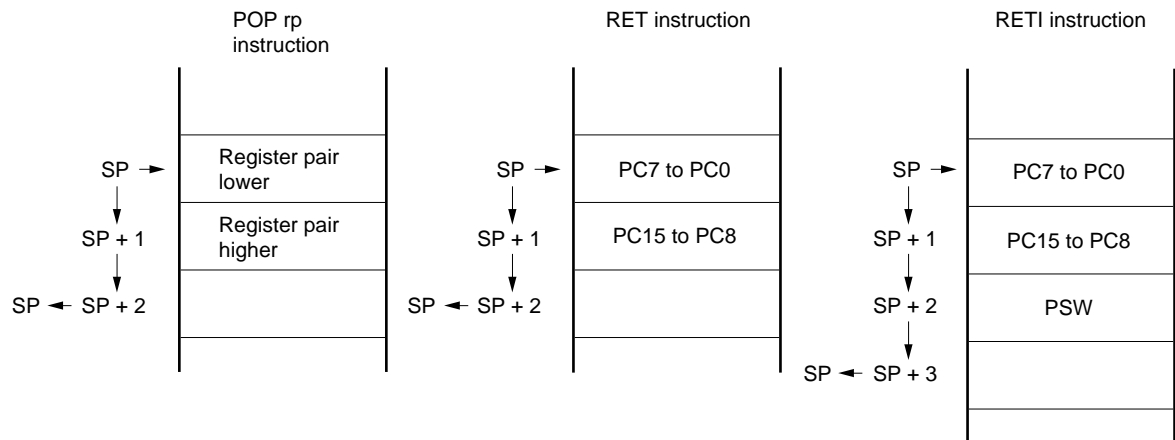 POP rp
instruction
RET instruction
RETI instruction
SP
Register pair
lower
SP + 1
Register pair
higher
SP
SP + 2
SP
PC7 to PC0
SP + 1
PC15 to PC8
SP
SP + 2
SP
PC7 to PC0
SP + 1
PC15 to PC8
SP + 2
PSW
SP
SP + 3